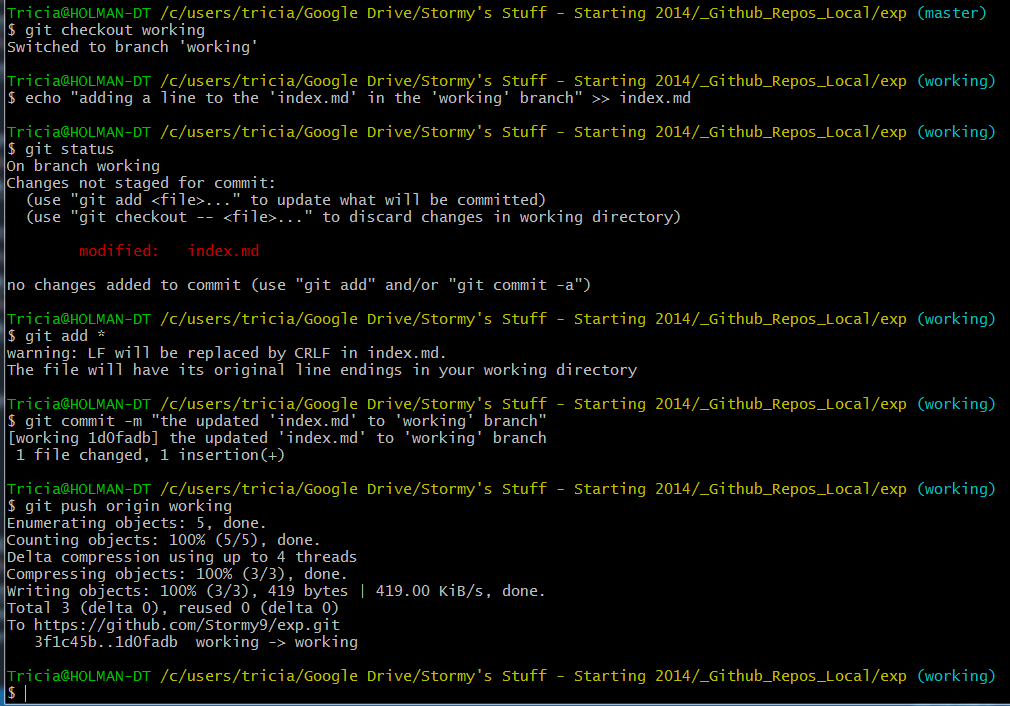 Tricia@HOLMAN-DT /c/users/tricia/Google Drive/Stormy's Stuff - Starting 2014/_Github_Repos_Local/exp (master)
$ git checkout working
Switched to branch 'working'
Tricia@HOLMAN-DT /c/users/tricia/Google Drive/Stormy's Stuff - Starting 2014/_Github_Repos_Local/exp (working)
$ echo "adding a line to the 'index.md' in the 'working' branch" >> index.md
Tricia@HOLMAN-DT /c/users/tricia/Google Drive/Stormy's Stuff - Starting 2014/_Github_Repos_Local/exp (working)
$ git status
On branch working
Changes not staged for commit:
  (use "git add <file>..." to update what will be committed)
  (use "git checkout -- <file>..." to discard changes in working directory)
        modified:   index.md
no changes added to commit (use "git add" and/or "git commit -a")
Tricia@HOLMAN-DT /c/users/tricia/Google Drive/Stormy's Stuff - Starting 2014/_Github_Repos_Local/exp (working)
$ git add *
warning: LF will be replaced by CRLF in index.md.
The file will have its original line endings in your working directory
Tricia@HOLMAN-DT /c/users/tricia/Google Drive/Stormy's Stuff - Starting 2014/_Github_Repos_Local/exp (working)
$ git commit -m "the updated 'index.md' to 'working' branch"
[working 1d0fadb] the updated 'index.md' to 'working' branch
 1 file changed, 1 insertion(+)
Tricia@HOLMAN-DT /c/users/tricia/Google Drive/Stormy's Stuff - Starting 2014/_Github_Repos_Local/exp (working)
$ git push origin working
Enumerating objects: 5, done.
Counting objects: 100% (5/5), done.
Delta compression using up to 4 threads
Compressing objects: 100% (3/3), done.
Writing objects: 100% (3/3), 419 bytes | 419.00 KiB/s, done.
Total 3 (delta 0), reused 0 (delta 0)
To https://github.com/Stormy9/exp.git
   3f1c45b..1d0fadb  working -> working
Tricia@HOLMAN-DT /c/users/tricia/Google Drive/Stormy's Stuff - Starting 2014/_Github_Repos_Local/exp (working)
$